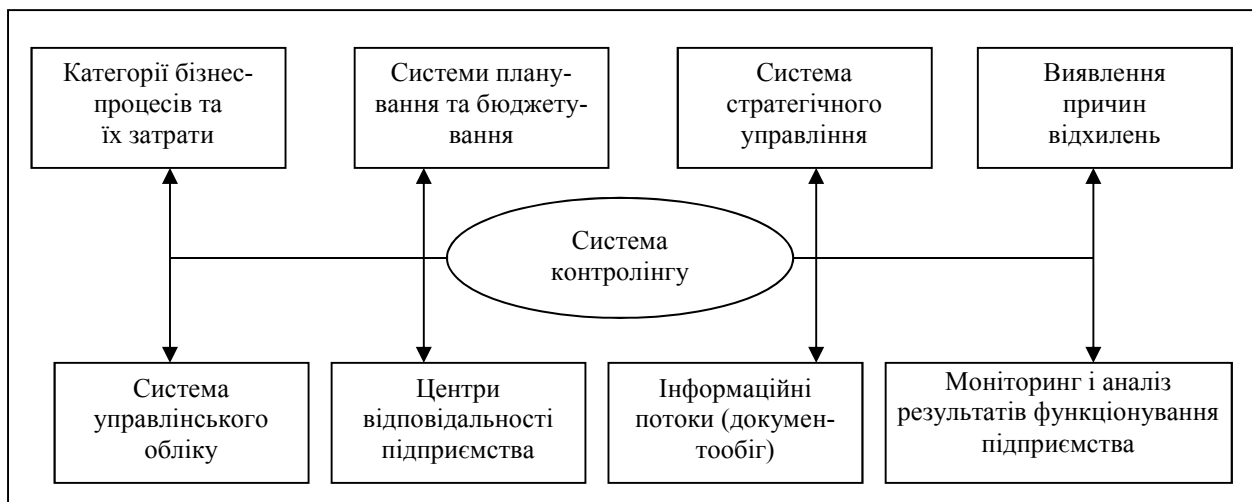 Категорії бізнес-
процесів та
їх затрати
Системи плану-
вання та бюджету-
вання
Система
стратегічного
управління
Виявлення
причин
відхилень
Система
контролінгу
Система
управлінського
обліку
Центри
відповідальності
підприємства
Інформаційні
потоки (докумен-
тообіг)
Моніторинг і аналіз
результатів функціонування
підприємства